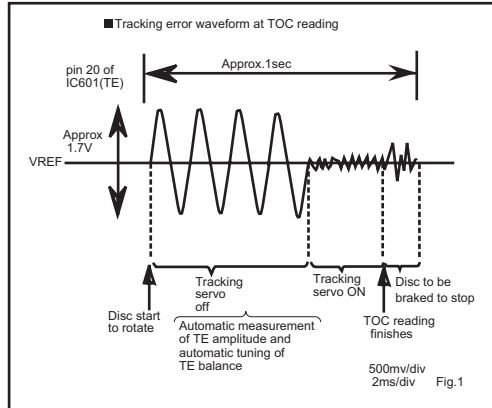 ■Tracking error waveform at TOC reading
pin 20 of
IC601(TE)
Approx.1sec
Approx
1.7V
VREF
Tracking
servo
off
Tracking
servo ON
Disc to be
braked to stop
Disc start
to rotate
Automatic measurement
of TE amplitude and
automatic tuning of
TE balance
TOC reading
finishes
500mv/div
2ms/div
Fig.1